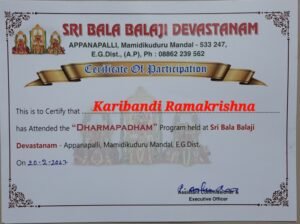 SRI BALA BALAJI DEVASTANAM
APPANAPALLI, Mamidikuduru Mandal - 533 247,
E.G.Dist., (A.P), Ph : 08862 239 562
Certificate Of Participation
This is to Certify that
Karibandi Ramakrishna
has Attended the "DHARMAPADHAM" Program held at Sri Bala Balaji
Devastanam - Appanapalli, Mamidikuduru Mandal, E.G.Dist.
On 20-2-2017
Assistant Commissioner &
Executive Officer